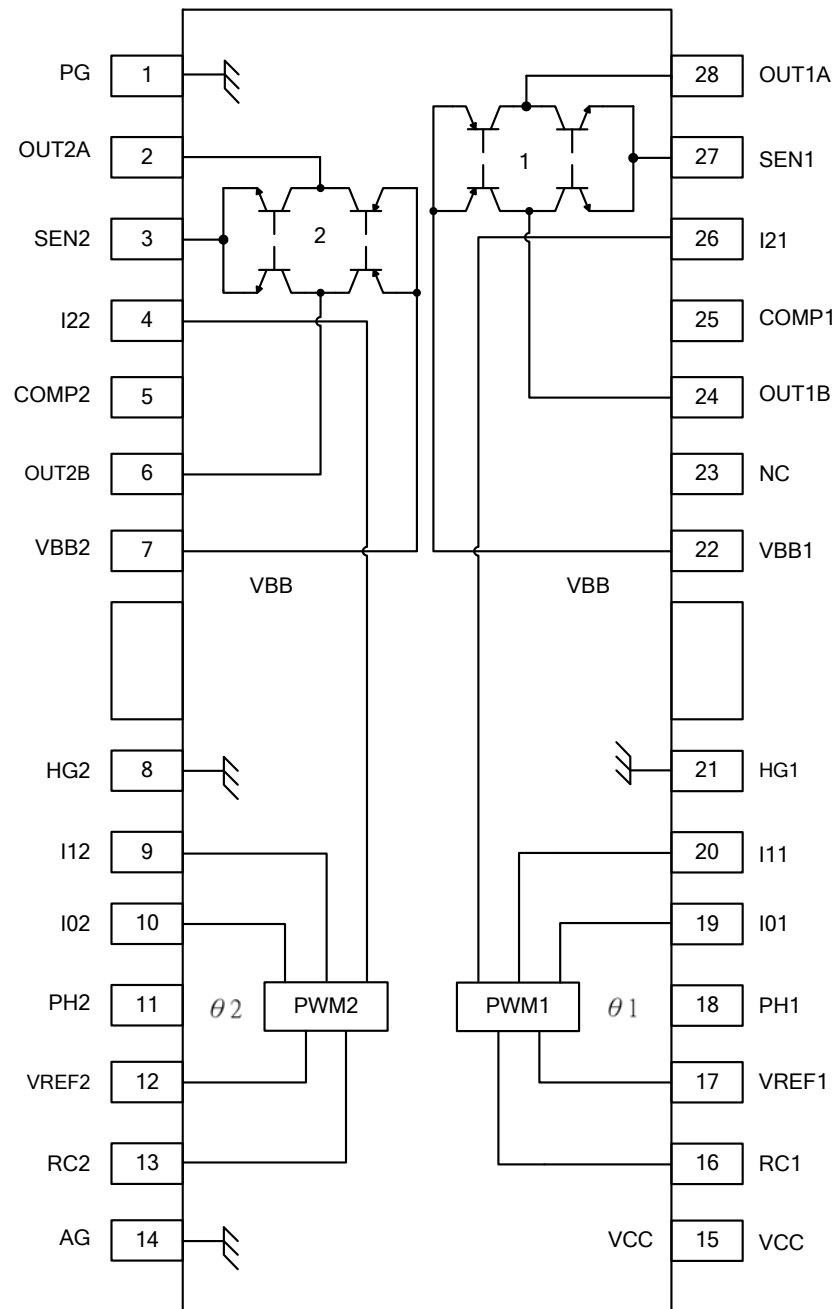 PG 1 28 OUT1A
OUT2A 2 1 27 SEN1
SEN2 3 2 26 I21
I22 4 25 COMP1
COMP2 5 24 OUT1B
OUT2B 6 23 NC
VBB2 7 22 VBB1
VBB VBB
HG2 8 21 HG1
I12 9 20 I11
I02 10 19 I01
PH2 11 θ2 PWM2 PWM1 θ1 18 PH1
VREF2 12 17 VREF1
RC2 13 16 RC1
AG 14 VCC 15 VCC